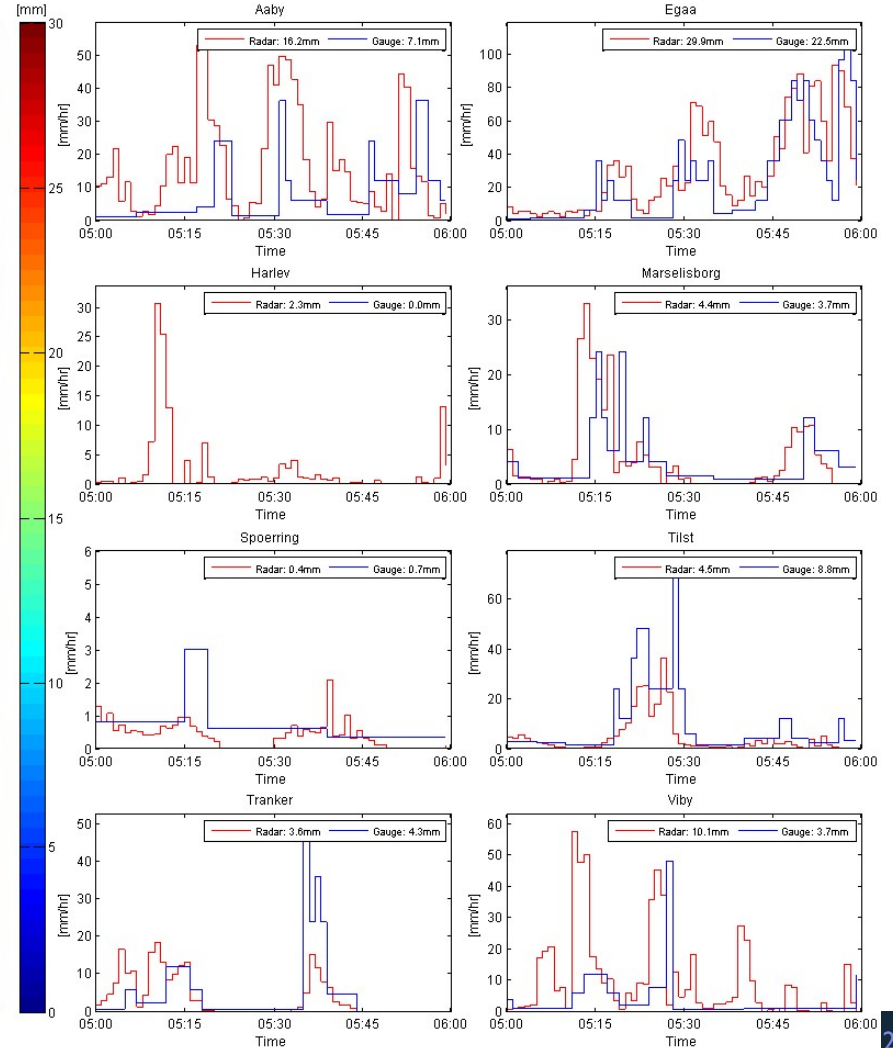 [mm]
30
25
20
15
10
5
0
Aaby
Radar: 16.2mm Gauge: 7.1mm
[mm/hr]
60
50
40
30
20
10
0
05:00 05:15 05:30 05:45 06:00
Time
Egaa
Radar: 29.9mm Gauge: 22.5mm
[mm/hr]
100
80
60
40
20
0
05:00 05:15 05:30 05:45 06:00
Time
Harlev
Radar: 2.3mm Gauge: 0.0mm
[mm/hr]
30
25
20
15
10
5
0
05:00 05:15 05:30 05:45 06:00
Time
Marselisborg
Radar: 4.4mm Gauge: 3.7mm
[mm/hr]
30
20
10
0
05:00 05:15 05:30 05:45 06:00
Time
Spoerring
Radar: 0.4mm Gauge: 0.7mm
[mm/hr]
6
5
4
3
2
1
0
05:00 05:15 05:30 05:45 06:00
Time
Tilst
Radar: 4.5mm Gauge: 8.8mm
[mm/hr]
60
40
20
0
05:00 05:15 05:30 05:45 06:00
Time
Tranker
Radar: 3.6mm Gauge: 4.3mm
[mm/hr]
50
40
30
20
10
0
05:00 05:15 05:30 05:45 06:00
Time
Viby
Radar: 10.1mm Gauge: 3.7mm
[mm/hr]
60
50
40
30
20
10
0
05:00 05:15 05:30 05:45 06:00
Time
2